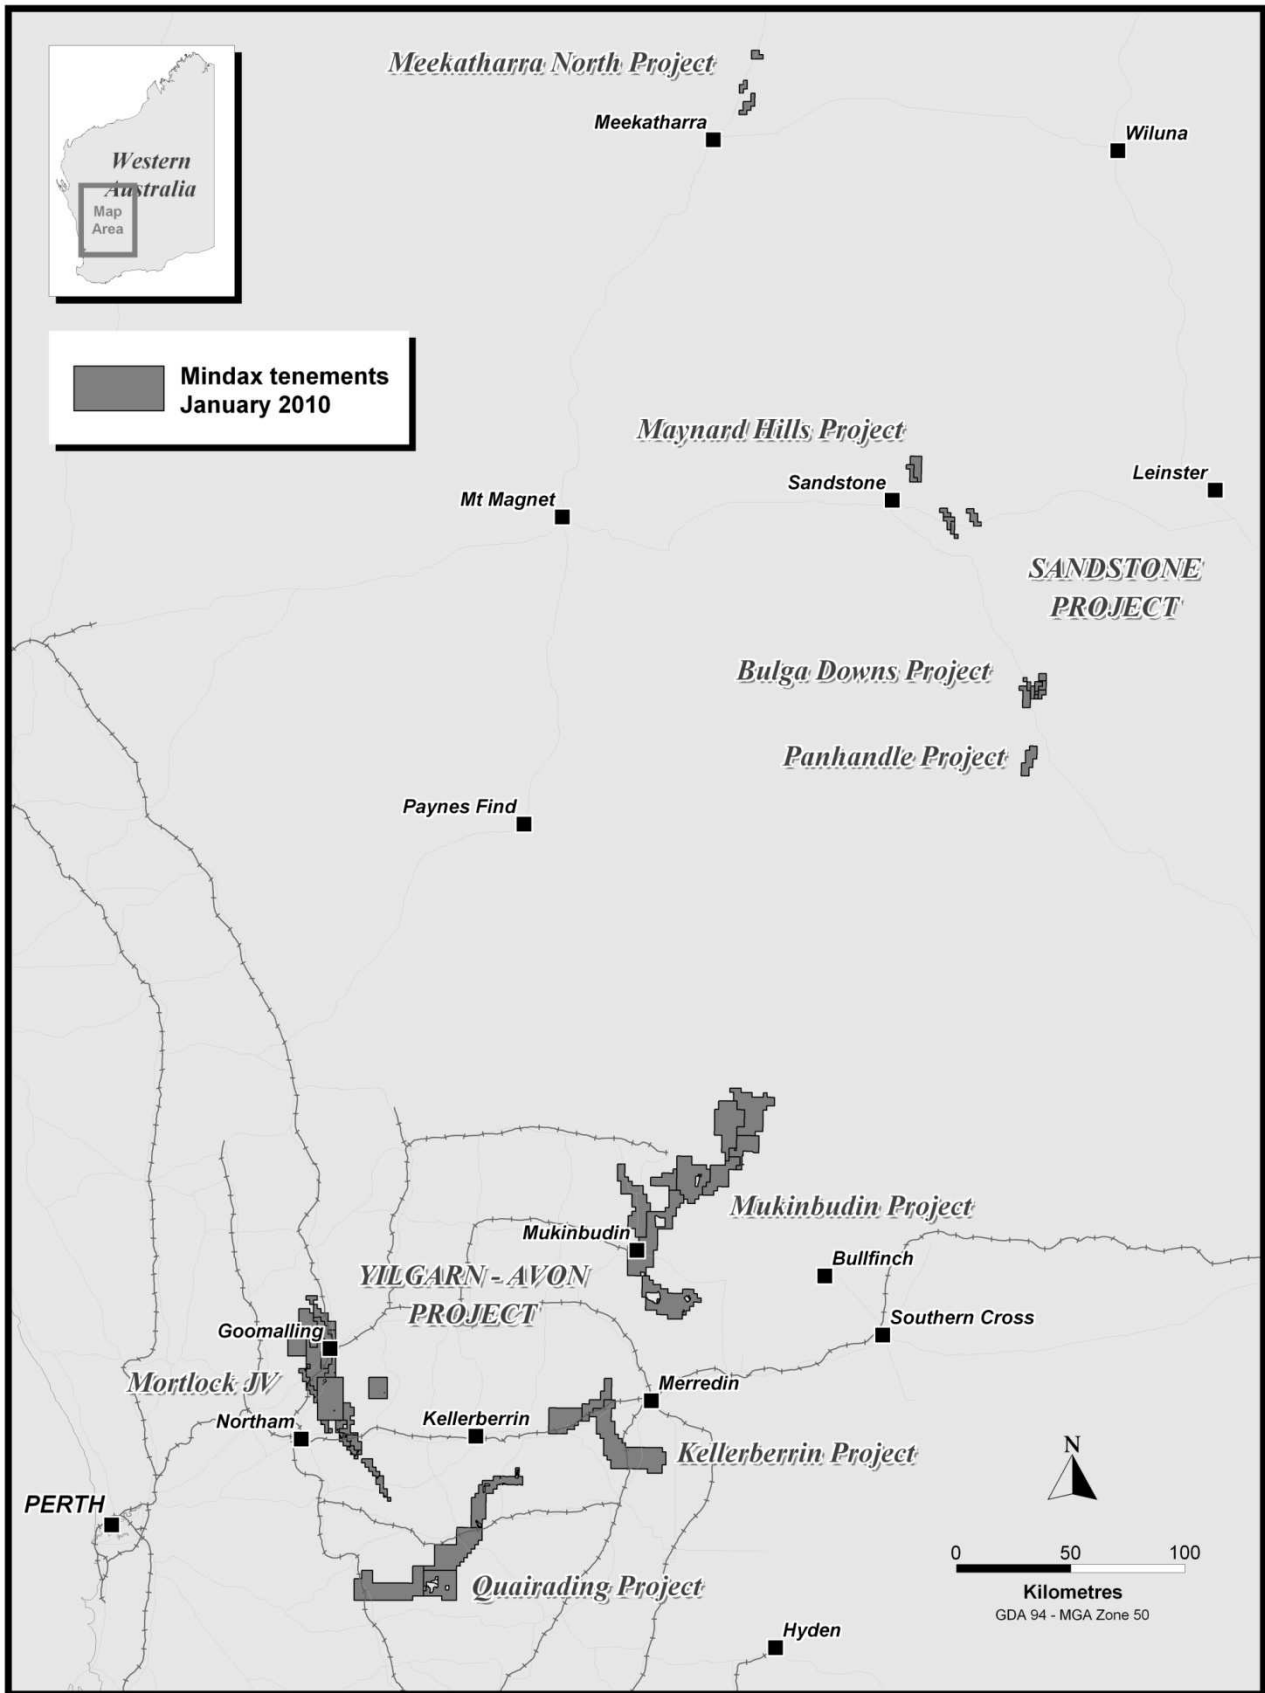 Meekatharra North Project
Meekatharra
Wiluna
Western
Australia
Map
Area
Mindax tenements
January 2010
Maynard Hills Project
Sandstone
Leinster
Mt Magnet
SANDSTONE
PROJECT
Bulga Downs Project
Panhandle Project
Paynes Find
Mukinbudin Project
Mukinbudin
Bullfinch
YILGARN - AVON
PROJECT
Southern Cross
Goomalling
Mortlock JV
Merredin
Northam
Kellerberrin
Kellerberrin Project
N
PERTH
0 50 100
Kilometres
GDA 94 - MGA Zone 50
Quairading Project
Hyden